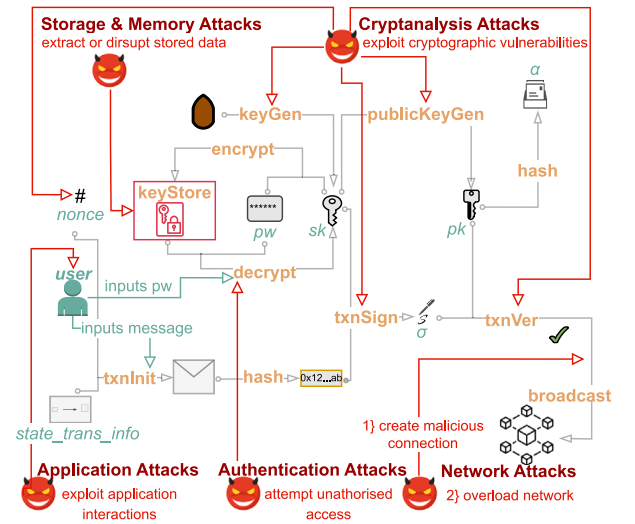 Storage & Memory Attacks
extract or dirsupt stored data
Cryptanalysis Attacks
exploit cryptographic vulnerabilities
α
keyGen
publicKeyGen
encrypt
hash
keyStore
#
nonce
******
pw
sk
pk
user
inputs pw
decrypt
inputs message
txnSign
σ
txnVer
txnInit
hash
0x12...ab
broadcast
state_trans_info
1} create malicious
connection
Application Attacks
exploit application
interactions
Authentication Attacks
attempt unathorised
access
Network Attacks
2} overload network